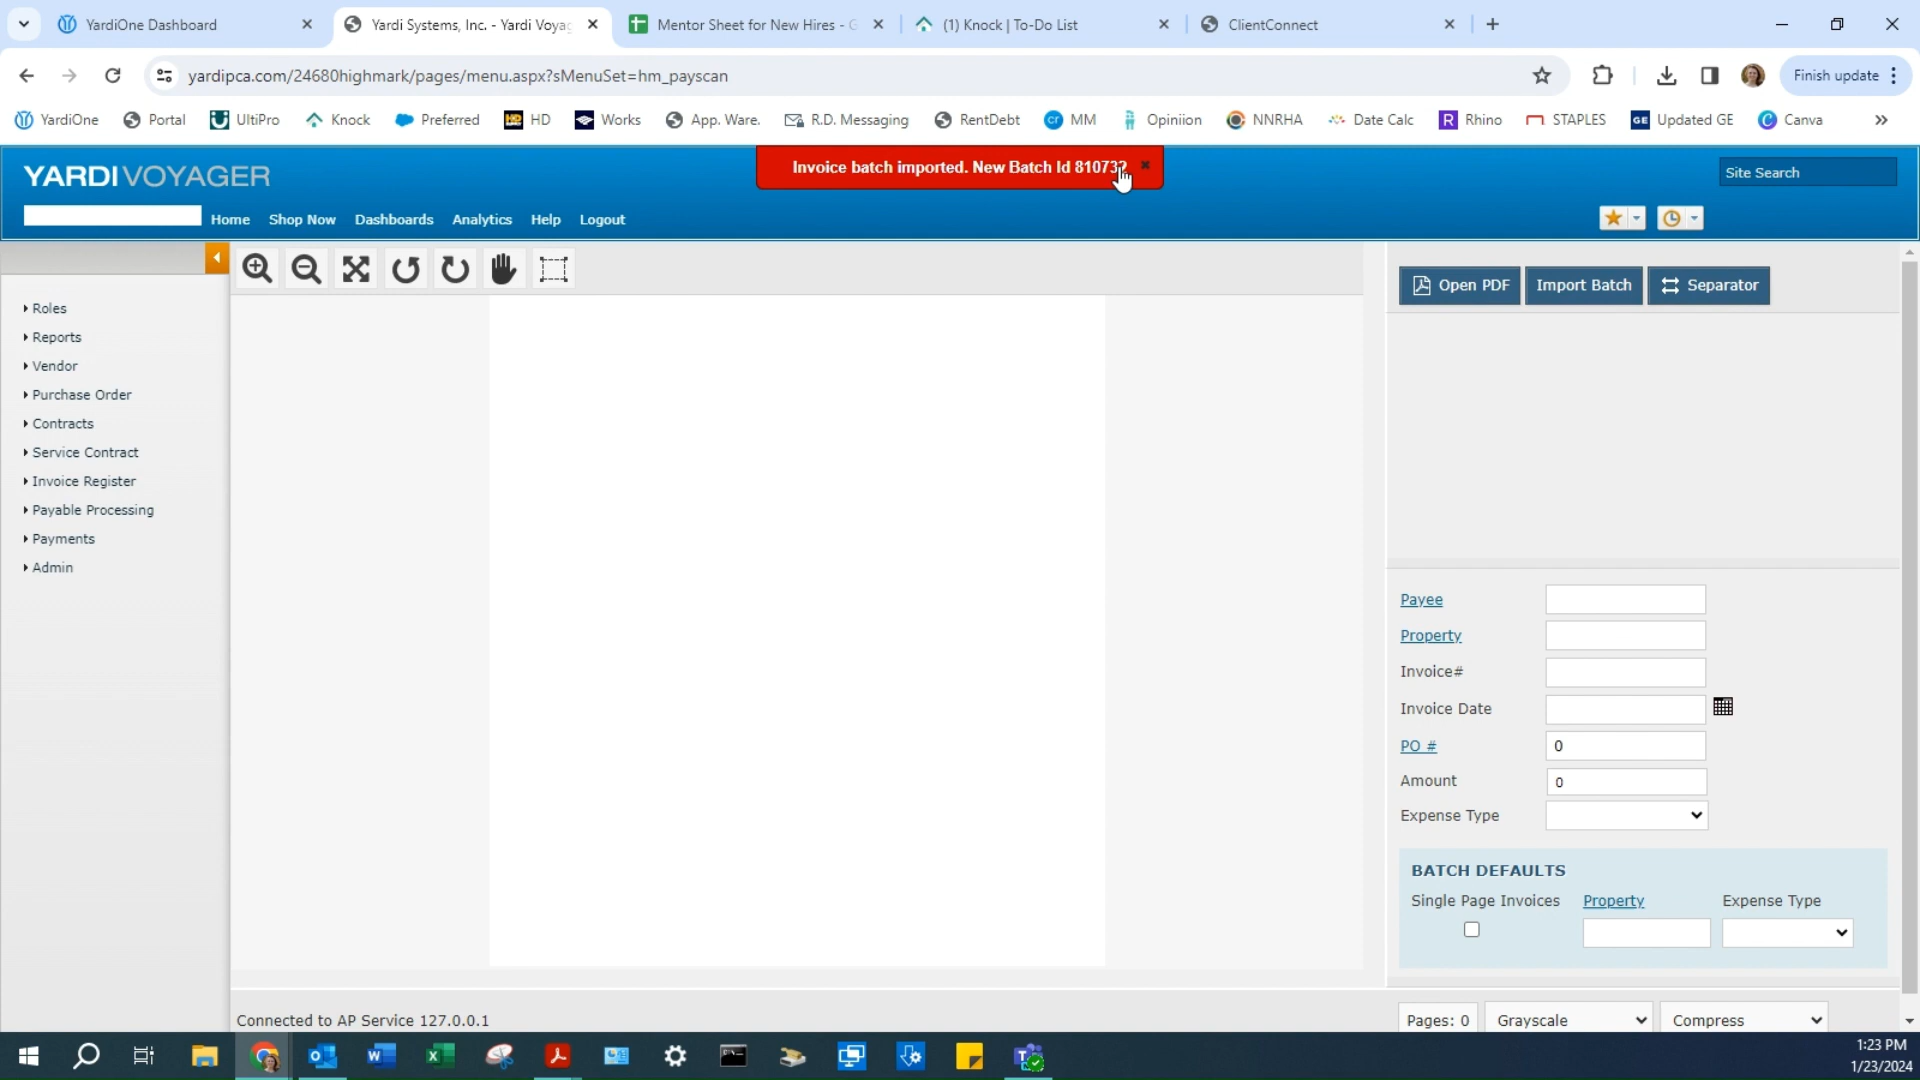 YardiOne Dashboard
Yardi Systems, Inc. - Yardi Voyag
Mentor Sheet for New Hires - G
(1) Knock | To-Do List
ClientConnect
yardipca.com/24680highmark/pages/menu.aspx?sMenuSet=hm_payscan
Finish update
YardiOne
Portal
UltiPro
Knock
Preferred
HD
Works
App. Ware.
R.D. Messaging
RentDebt
MM
Opiniion
NNRHA
Date Calc
Rhino
STAPLES
Updated GE
Canva
YARDI VOYAGER
Invoice batch imported. New Batch Id 81073
Site Search
Home
Shop Now
Dashboards
Analytics
Help
Logout
Open PDF
Import Batch
Separator
Roles
Reports
Vendor
Purchase Order
Contracts
Service Contract
Invoice Register
Payable Processing
Payments
Admin
Payee
Property
Invoice#
Invoice Date
PO #
0
Amount
0
Expense Type
BATCH DEFAULTS
Single Page Invoices
Property
Expense Type
Connected to AP Service 127.0.0.1
Pages: 0
Grayscale
Compress
1:23 PM
1/23/2024